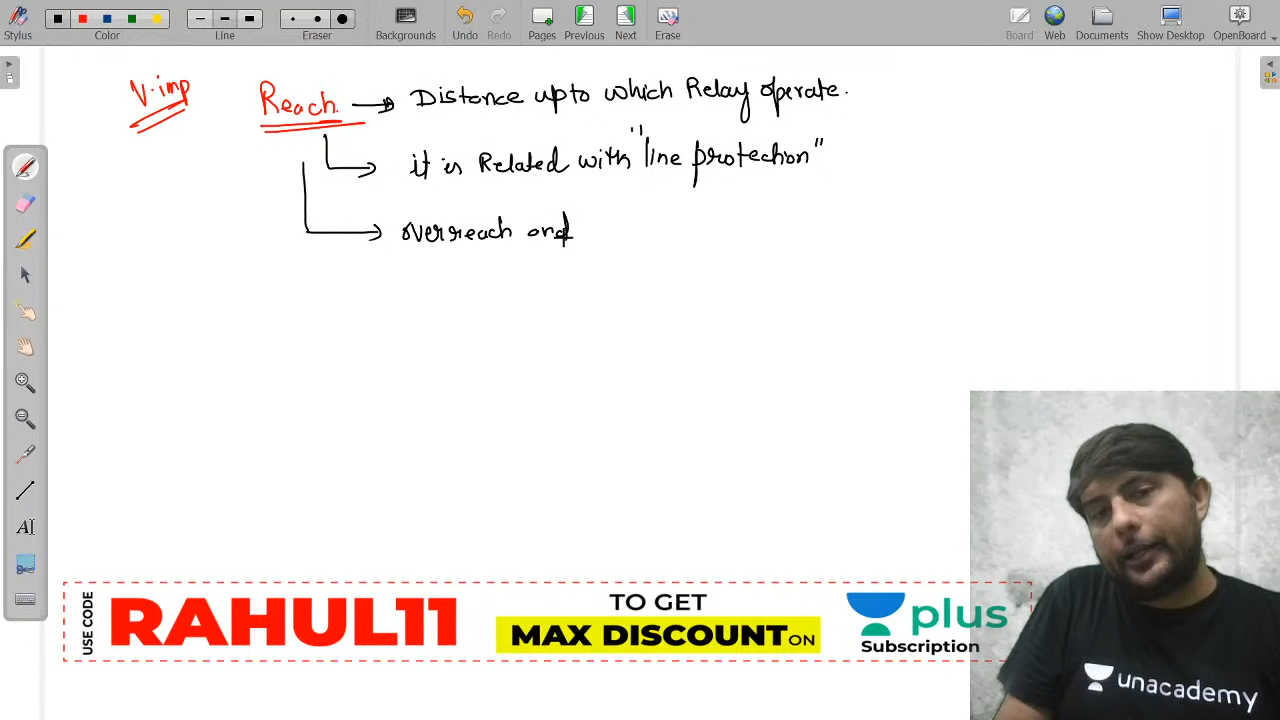 Stylus
Color
Line
Eraser
Backgrounds
Undo
Redo
Pages
Previous
Next
Erase
Board
Web
Documents
Show Desktop
OpenBoard
V.imp
Reach → Distance upto which Relay operate.
it is Related with "line protection"
overreach and
USE CODE
RAHUL11
TO GET
MAX DISCOUNT ON
plus
Subscription
unacademy